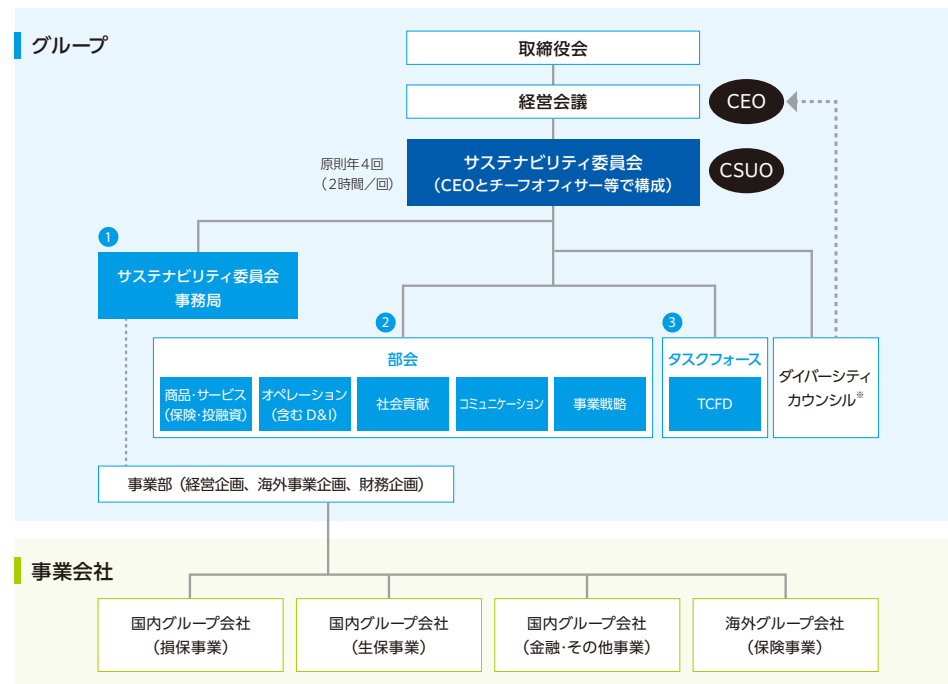 グループ
取締役会
経営会議
CEO
原則年4回
(2時間/回)
サステナビリティ委員会
(CEOとチーフオフィサー等で構成)
CSUO
1
サステナビリティ委員会
事務局
2
部会
商品・サービス
(保険・投融資)
オペレーション
(含む D&I)
社会貢献
コミュニケーション
事業戦略
3
タスクフォース
TCFD
ダイバーシティ
カウンシル※
事業部(経営企画、海外事業企画、財務企画)
事業会社
国内グループ会社
(損保事業)
国内グループ会社
(生保事業)
国内グループ会社
(金融・その他事業)
海外グループ会社
(保険事業)